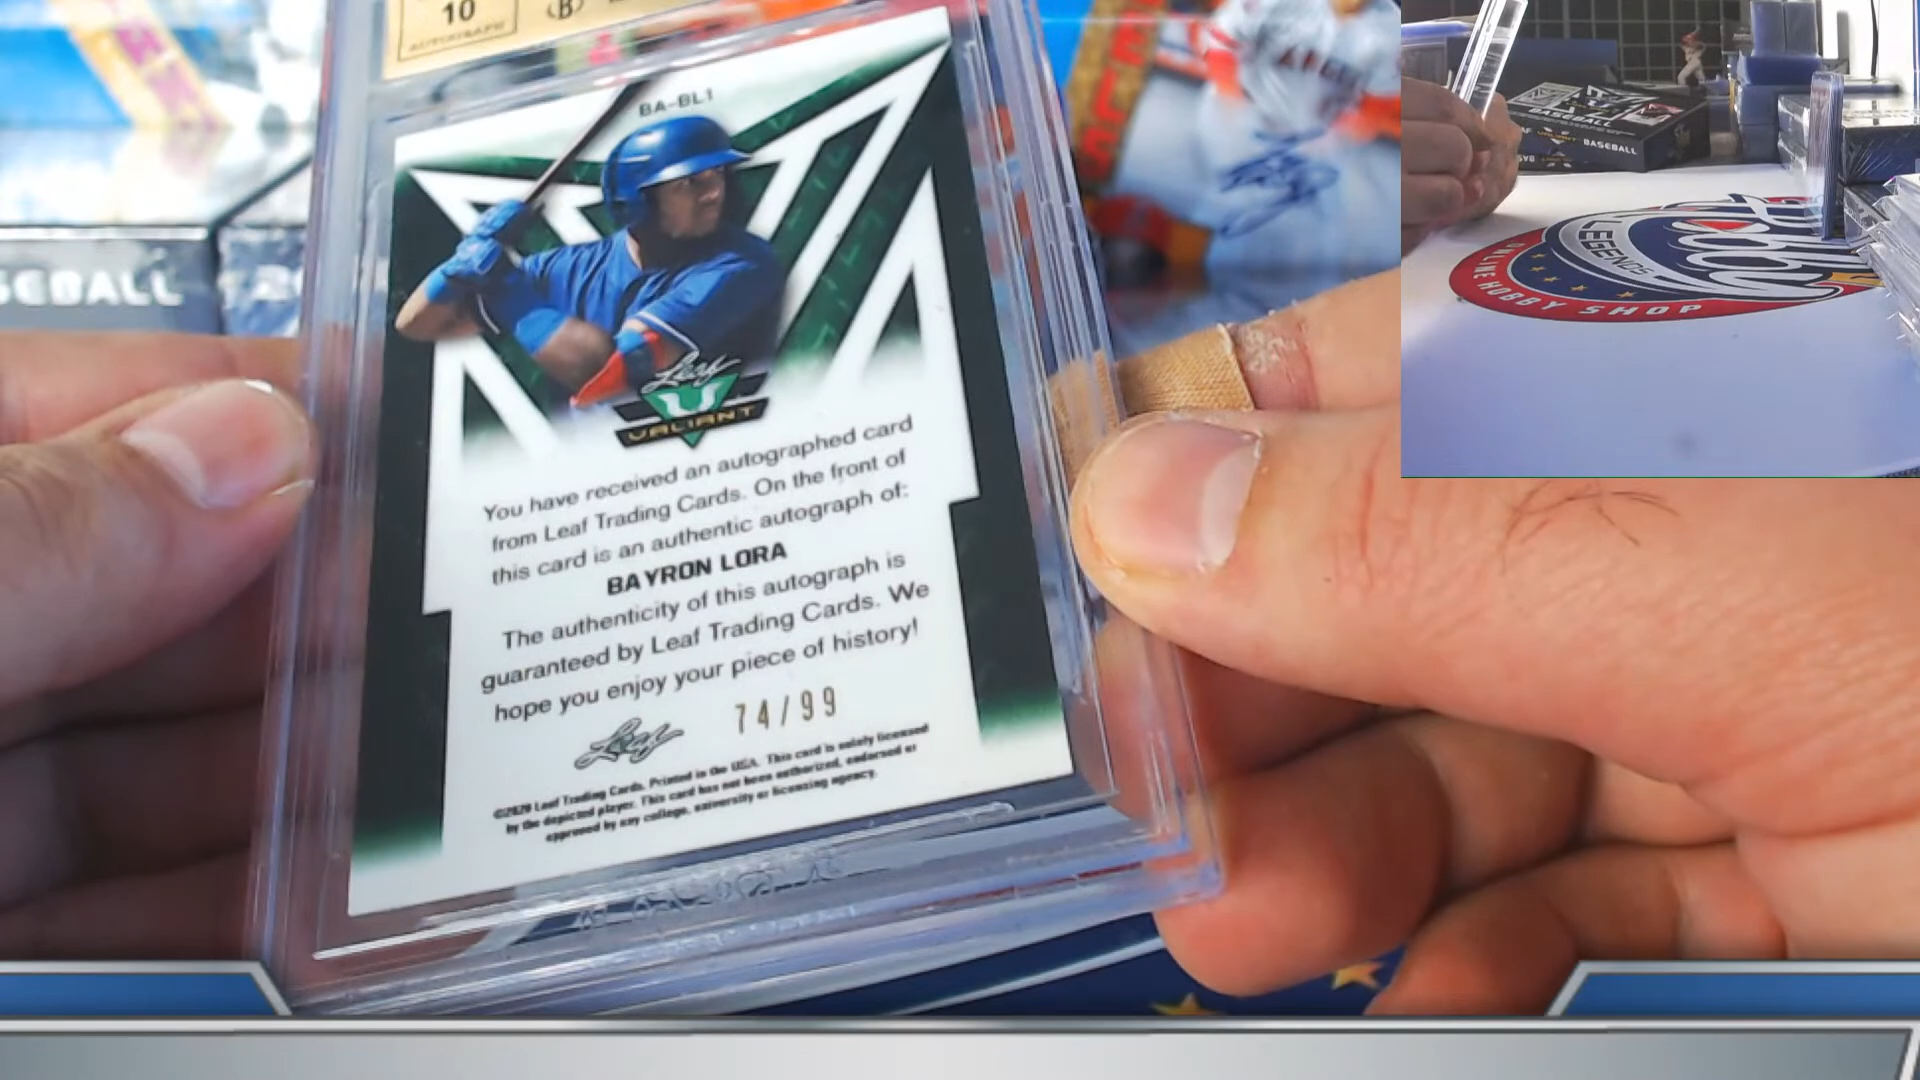 10
AUTOGRAPH
BA-BL1
Leaf
VALIANT
You have received an autographed card
from Leaf Trading Cards. On the front of
this card is an authentic autograph of:
BAYRON LORA
The authenticity of this autograph is
guaranteed by Leaf Trading Cards. We
hope you enjoy your piece of history!
Leaf
74/99
©2020 Leaf Trading Cards. Printed in the USA. This card is solely licensed
by the depicted player. This card has not been authorized, endorsed or
approved by any college, university or licensing agency.
SEBALL
BASEBALL
BASEBALL
Hobby
LEGENDS
ONLINE HOBBY SHOP